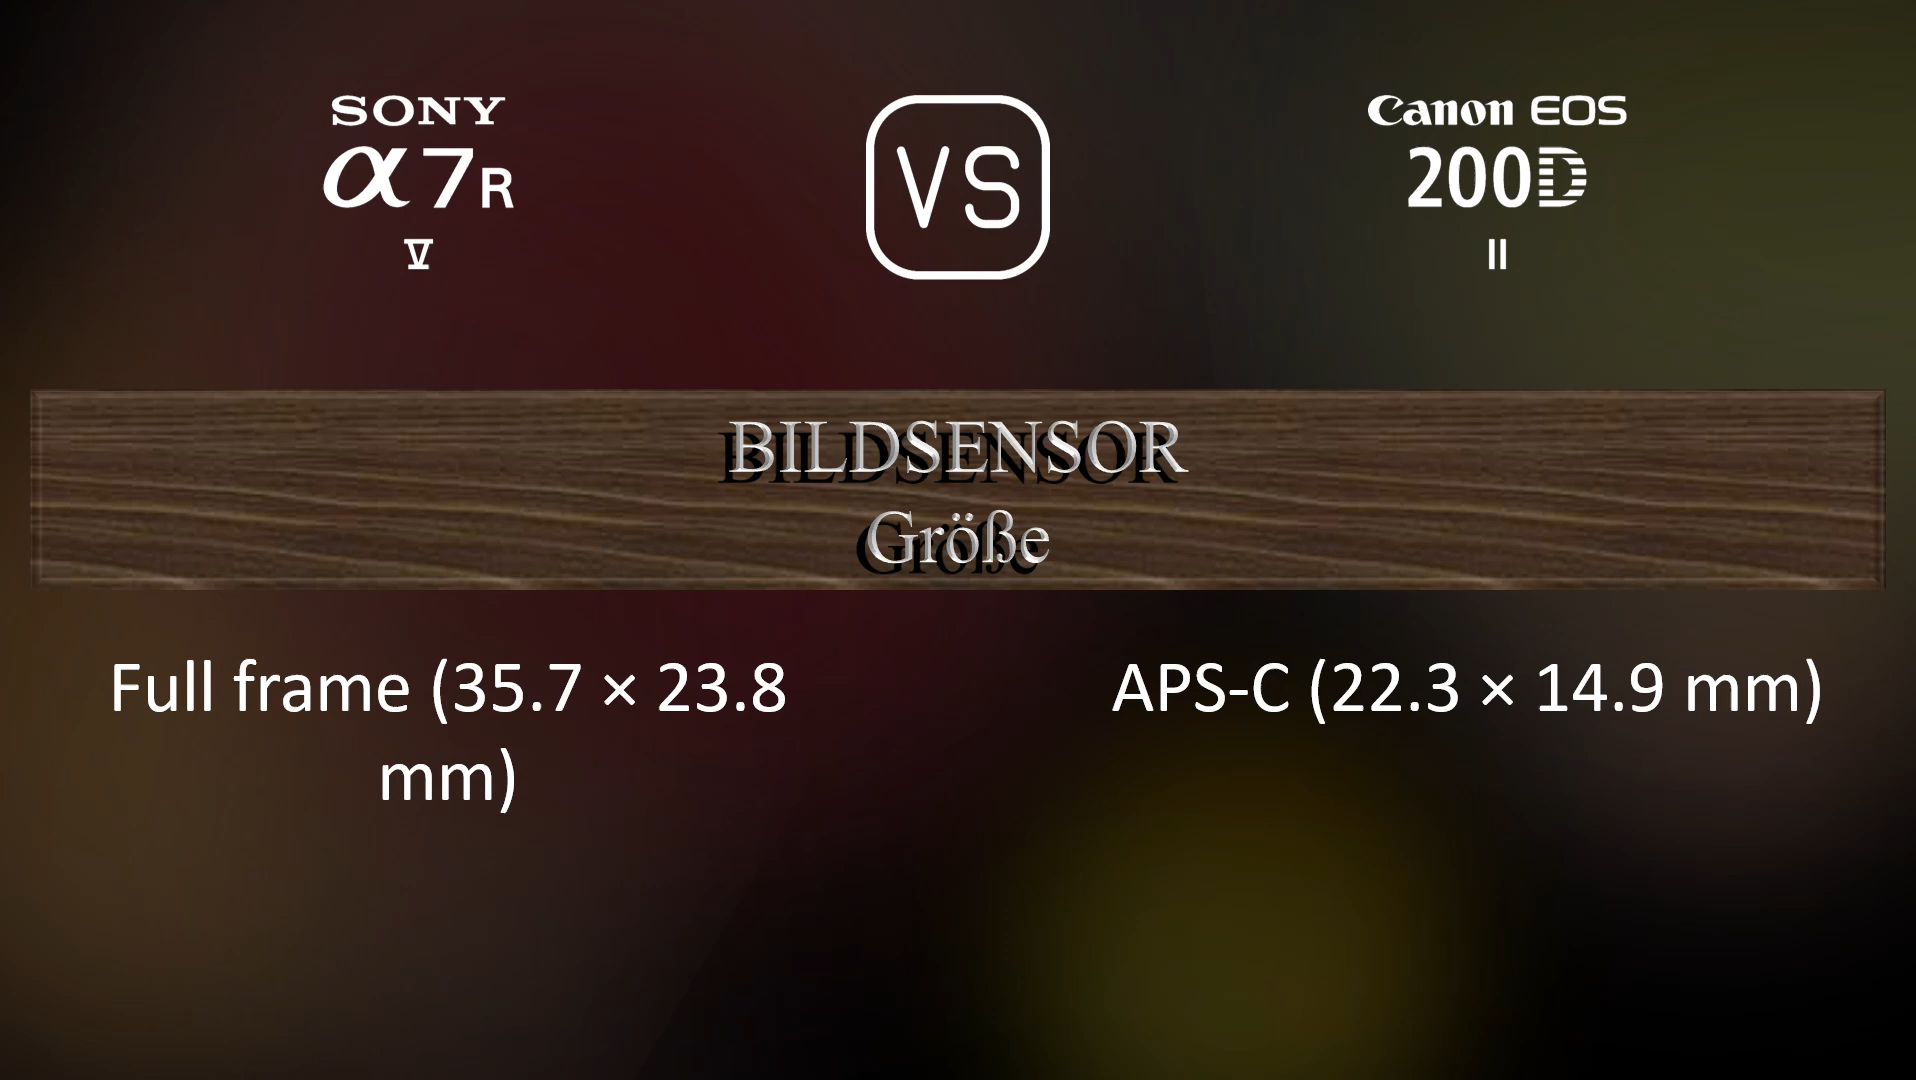 SONY
α7R
V
VS
Canon EOS
200D
II
BILDSENSOR
Größe
Full frame (35.7 × 23.8
mm)
APS-C (22.3 × 14.9 mm)